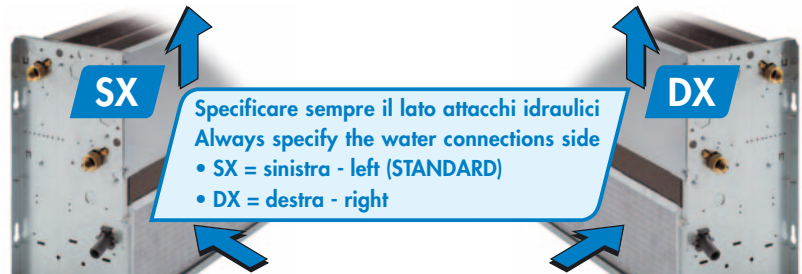 SX
DX
Specificare sempre il lato attacchi idraulici
Always specify the water connections side
• SX = sinistra - left (STANDARD)
• DX = destra - right